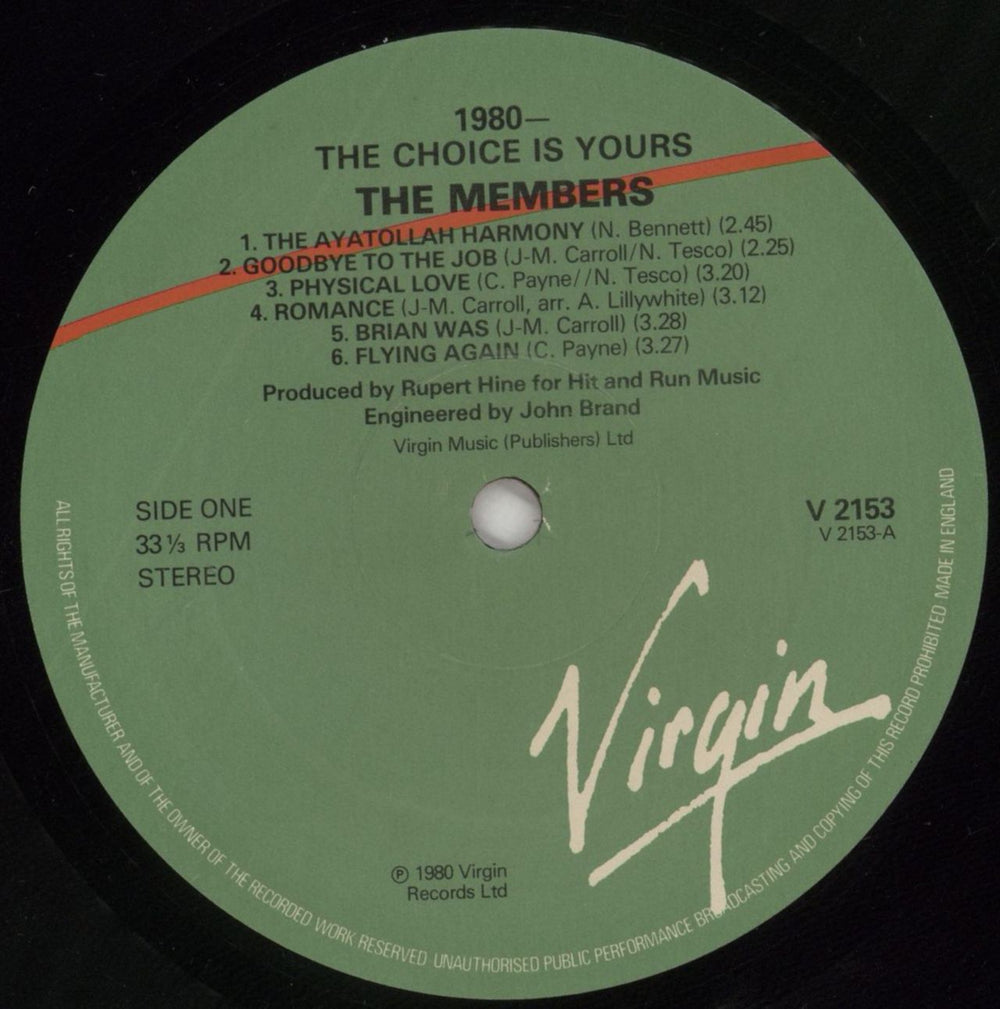 1980—
THE CHOICE IS YOURS
THE MEMBERS
1. THE AYATOLLAH HARMONY (N. Bennett) (2.45)
2. GOODBYE TO THE JOB (J-M. Carroll/N. Tesco) (2.25)
3. PHYSICAL LOVE (C. Payne//N. Tesco) (3.20)
4. ROMANCE (J-M. Carroll, arr. A. Lillywhite) (3.12)
5. BRIAN WAS (J-M. Carroll) (3.28)
6. FLYING AGAIN (C. Payne) (3.27)
Produced by Rupert Hine for Hit and Run Music
Engineered by John Brand
Virgin Music (Publishers) Ltd
SIDE ONE
33⅓ RPM
STEREO
V 2153
V 2153-A
Virgin
℗ 1980 Virgin
Records Ltd
ALL RIGHTS OF THE MANUFACTURER AND OF THE OWNER OF THE RECORDED WORK RESERVED UNAUTHORISED PUBLIC PERFORMANCE BROADCASTING AND COPYING OF THIS RECORD PROHIBITED MADE IN ENGLAND